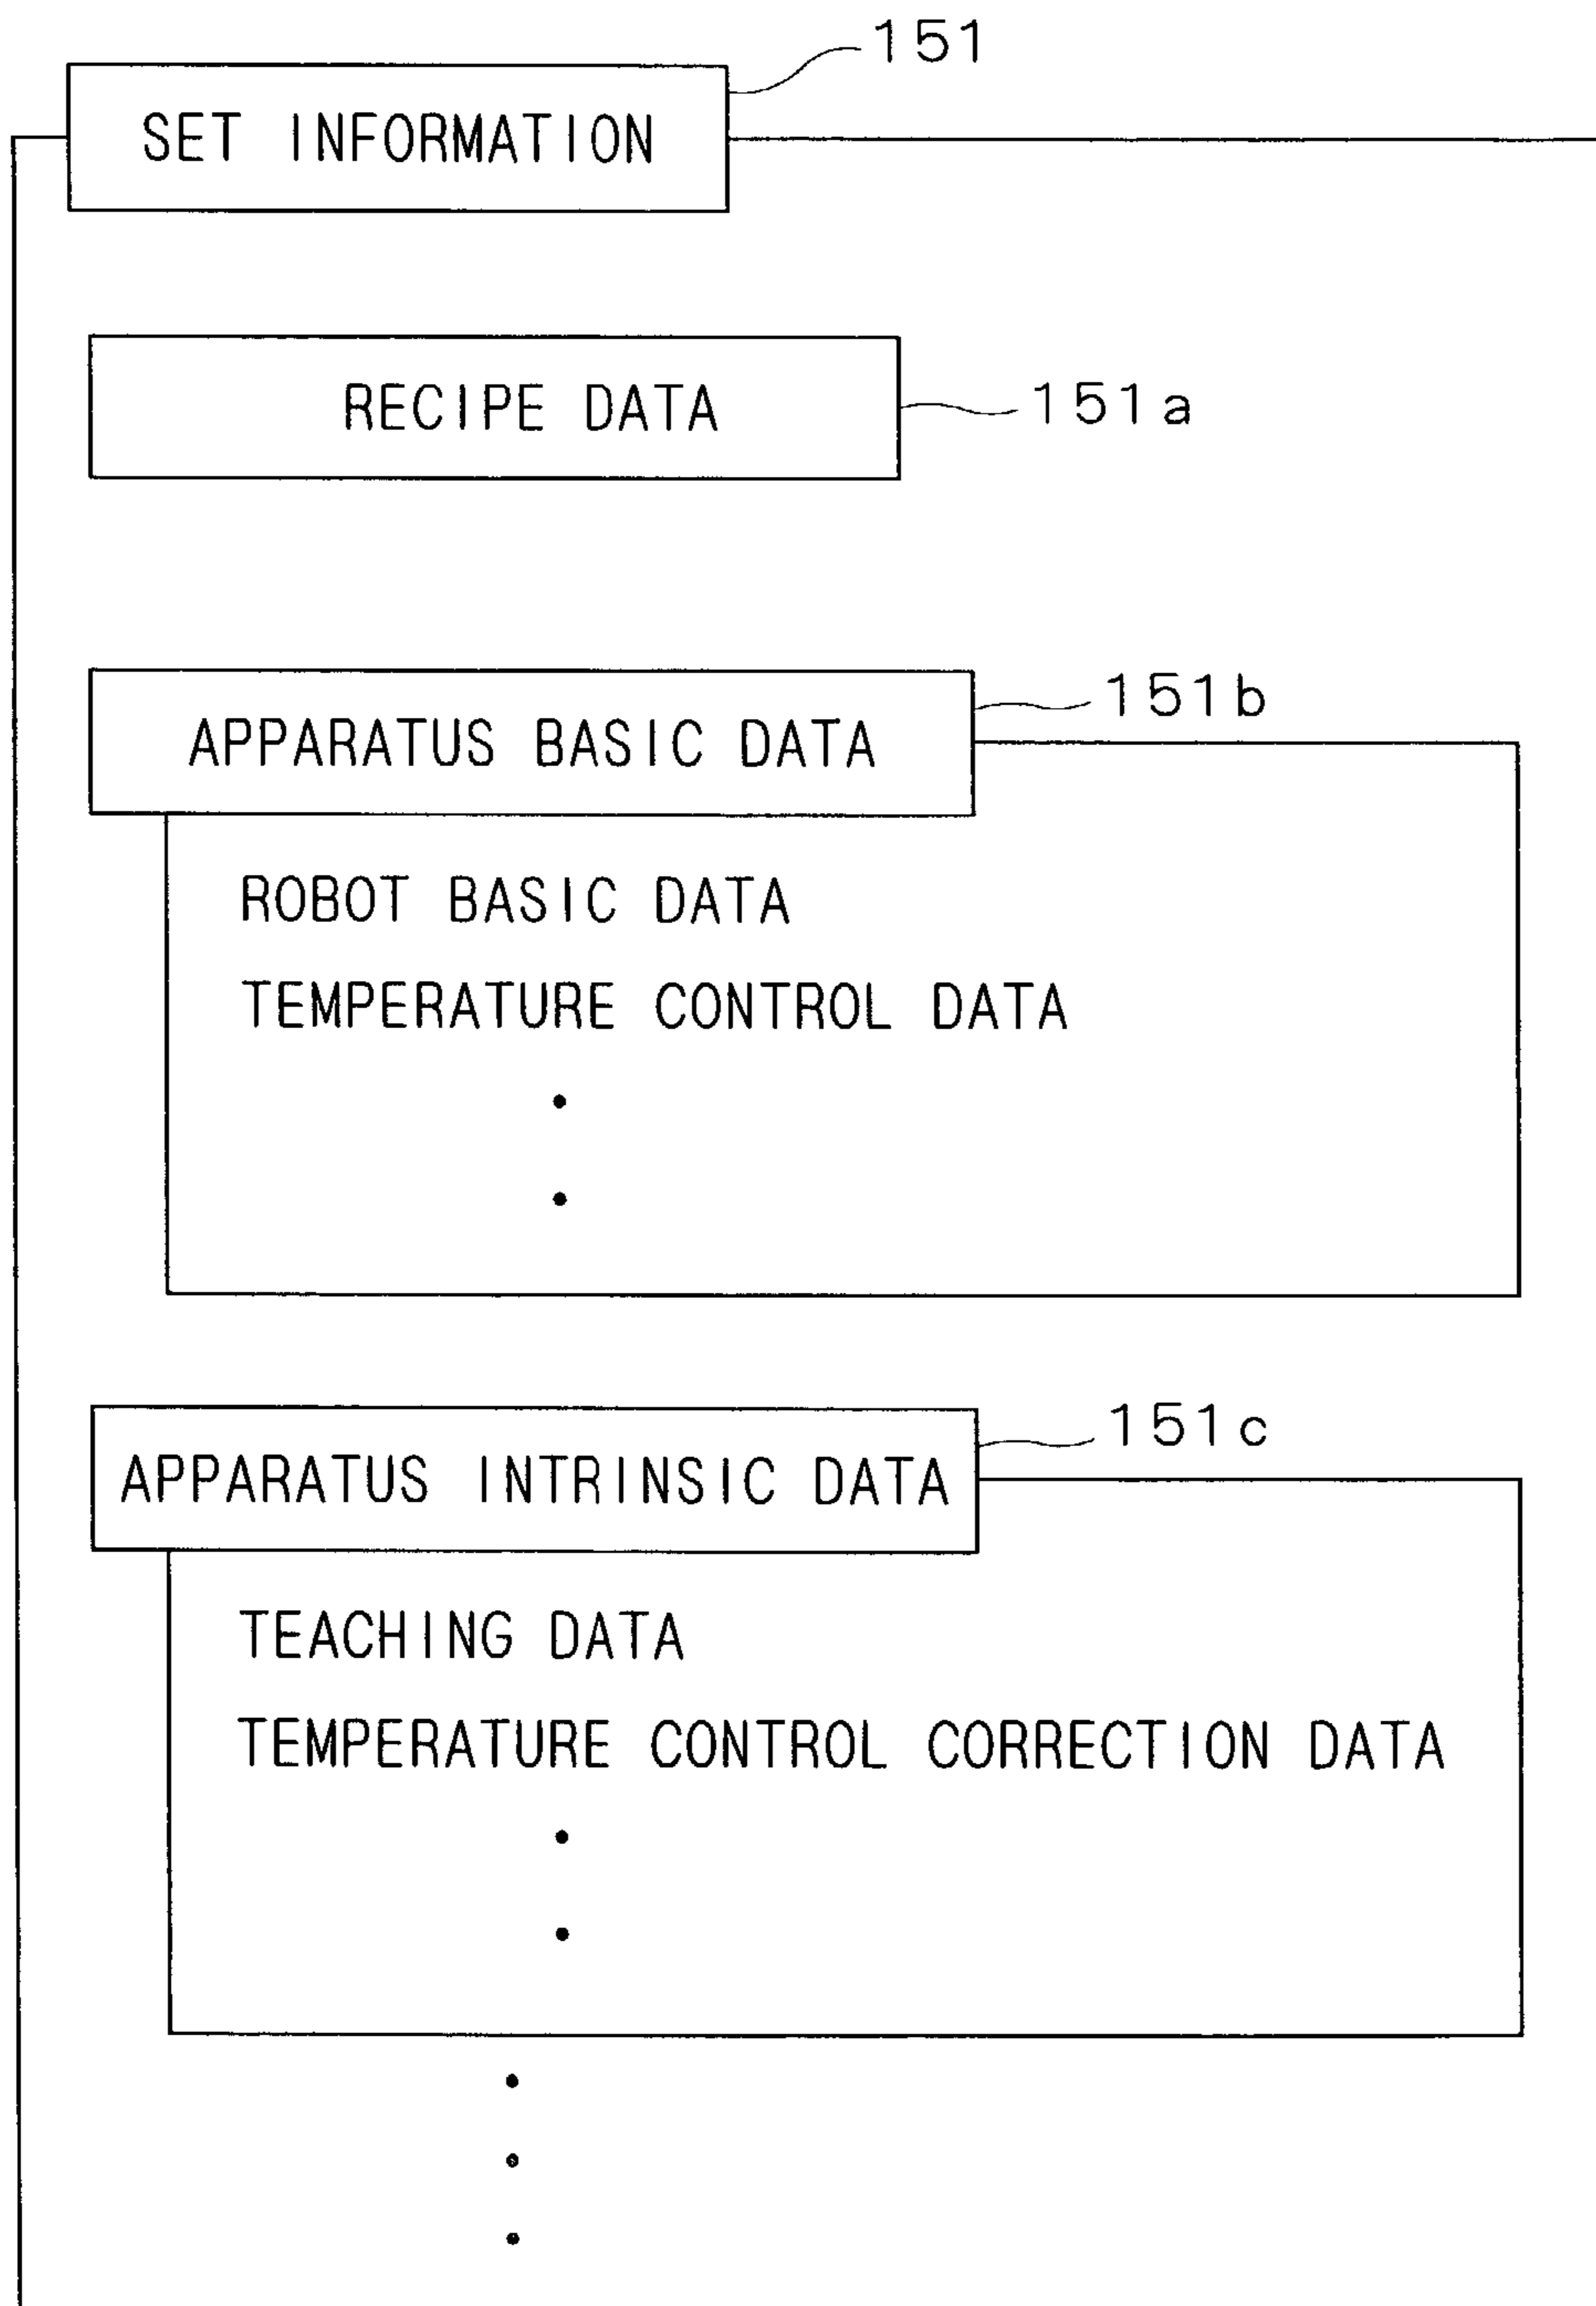 151
SET INFORMATION
RECIPE DATA
151a
151b
APPARATUS BASIC DATA
ROBOT BASIC DATA
TEMPERATURE CONTROL DATA
151c
APPARATUS INTRINSIC DATA
TEACHING DATA
TEMPERATURE CONTROL CORRECTION DATA